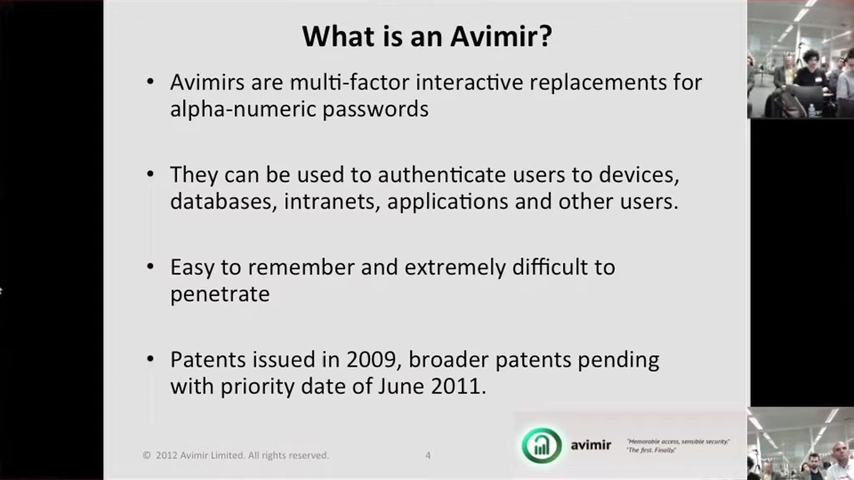 What is an Avimir?
• Avimirs are multi-factor interactive replacements for
alpha-numeric passwords
• They can be used to authenticate users to devices,
databases, intranets, applications and other users.
• Easy to remember and extremely difficult to
penetrate
• Patents issued in 2009, broader patents pending
with priority date of June 2011.
© 2012 Avimir Limited. All rights reserved.
4
avimir
"Memorable access, sensible security."
"The first. Finally."